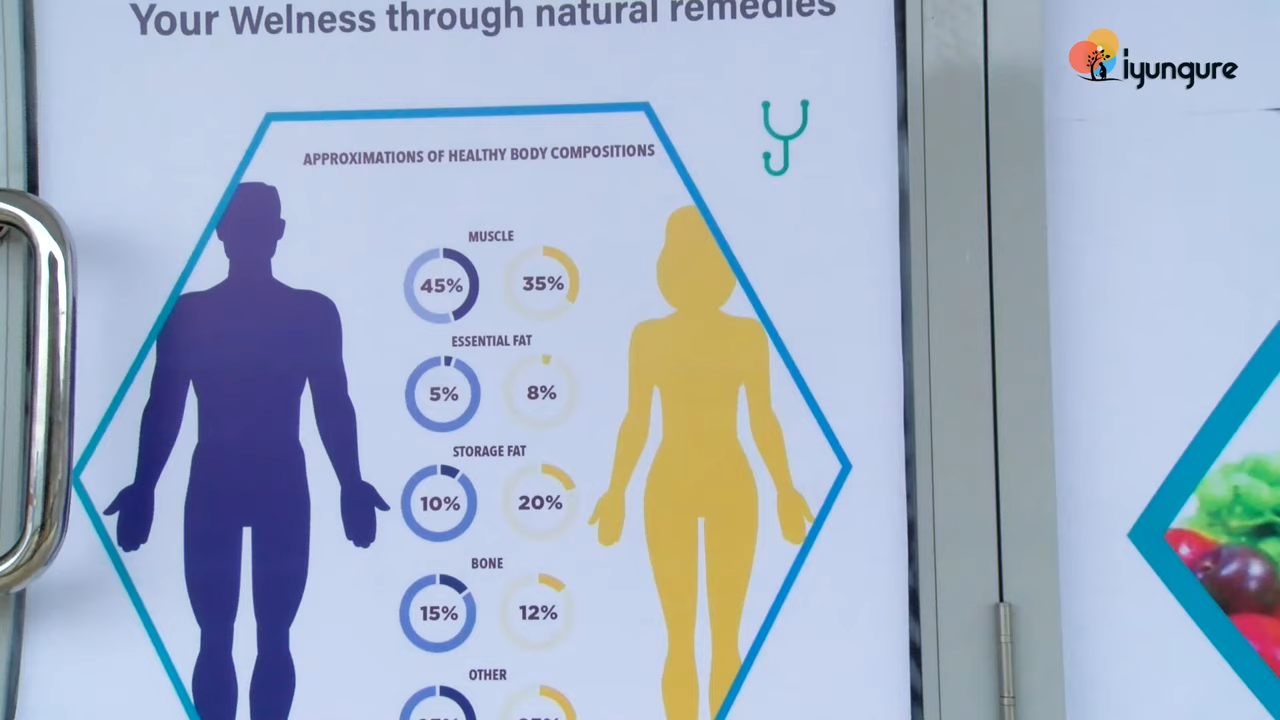 Your Welness through natural remedies
iyungure
APPROXIMATIONS OF HEALTHY BODY COMPOSITIONS
MUSCLE
45% 35%
ESSENTIAL FAT
5% 8%
STORAGE FAT
10% 20%
BONE
15% 12%
OTHER